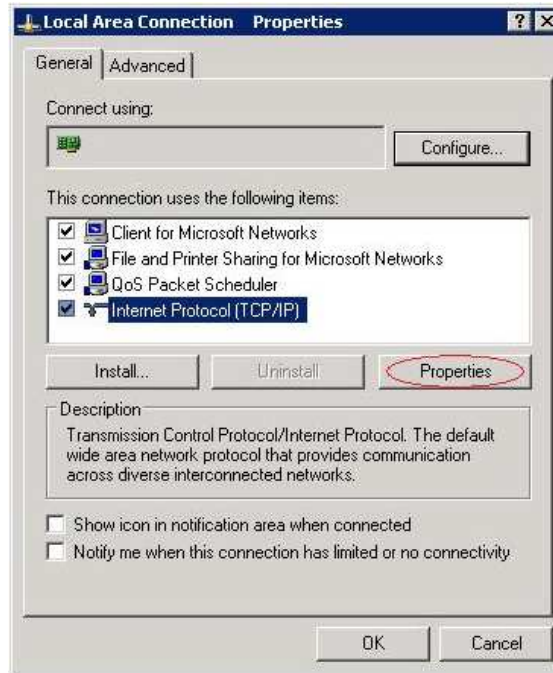 Local Area Connection Properties
General Advanced
Connect using:
Configure...
This connection uses the following items:
Client for Microsoft Networks
File and Printer Sharing for Microsoft Networks
QoS Packet Scheduler
Internet Protocol (TCP/IP)
Install... Uninstall Properties
Description
Transmission Control Protocol/Internet Protocol. The default
wide area network protocol that provides communication
across diverse interconnected networks.
Show icon in notification area when connected
Notify me when this connection has limited or no connectivity
OK Cancel